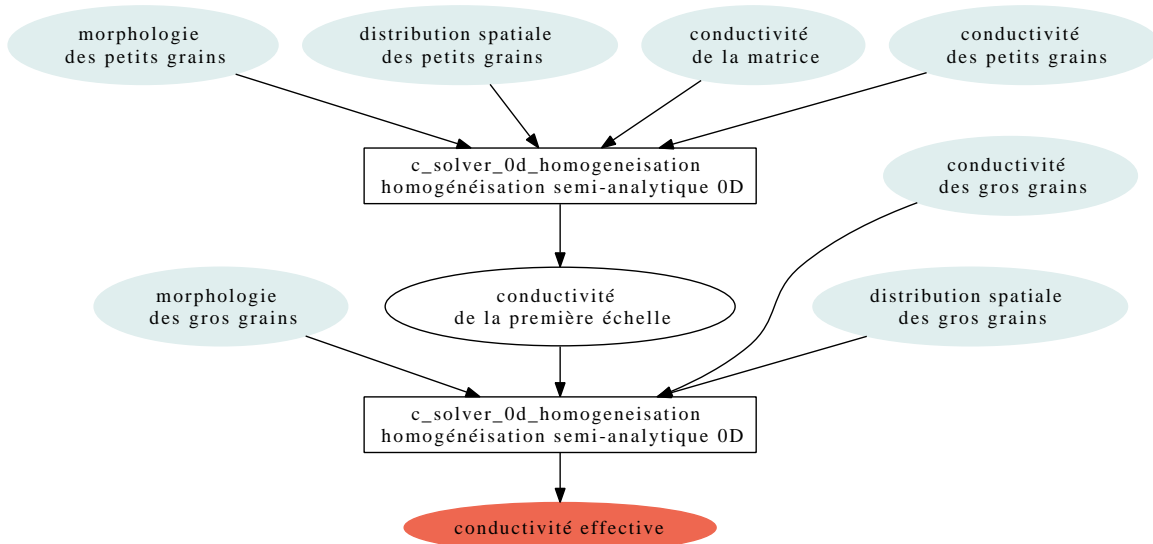 morphologie
des petits grains
distribution spatiale
des petits grains
conductivité
de la matrice
conductivité
des petits grains
c_solver_0d_homogeneisation
homogénéisation semi-analytique 0D
conductivité
des gros grains
morphologie
des gros grains
conductivité
de la première échelle
distribution spatiale
des gros grains
c_solver_0d_homogeneisation
homogénéisation semi-analytique 0D
conductivité effective